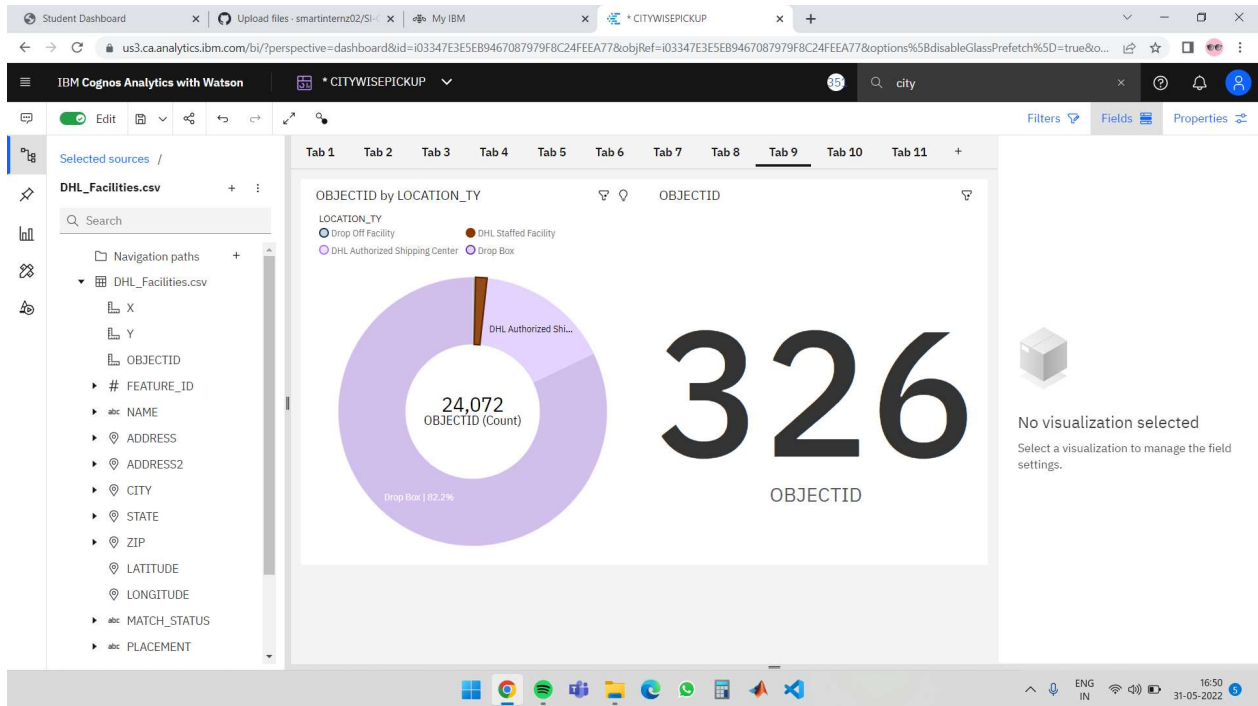 Student Dashboard
Upload files · smartinternz02/SI-G
My IBM
* CITYWISEPICKUP
us3.ca.analytics.ibm.com/bi/?perspective=dashboard&id=i03347E3E5EB9467087979F8C24FEEA77&objRef=i03347E3E5EB9467087979F8C24FEEA77&options%5BdisableGlassPrefetch%5D=true&o...
IBM Cognos Analytics with Watson
* CITYWISEPICKUP
city
Edit
Filters
Fields
Properties
Selected sources /
DHL_Facilities.csv
Search
Navigation paths
DHL_Facilities.csv
X
Y
OBJECTID
# FEATURE_ID
abc NAME
ADDRESS
ADDRESS2
CITY
STATE
ZIP
LATITUDE
LONGITUDE
abc MATCH_STATUS
abc PLACEMENT
Tab 1 Tab 2 Tab 3 Tab 4 Tab 5 Tab 6 Tab 7 Tab 8 Tab 9 Tab 10 Tab 11 +
OBJECTID by LOCATION_TY
LOCATION_TY
Drop Off Facility
DHL Staffed Facility
DHL Authorized Shipping Center
Drop Box
DHL Authorized Shi...
24,072
OBJECTID (Count)
Drop Box | 82.2%
OBJECTID
326
OBJECTID
No visualization selected
Select a visualization to manage the field
settings.
ENG
IN
16:50
31-05-2022
5